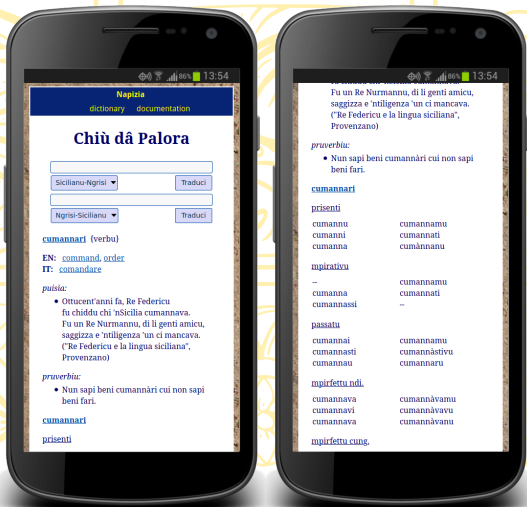 86% 13:54
Napizia
dictionary documentation
Chiù dâ Palora
Sicilianu-Ngrisi Traduci
Ngrisi-Sicilianu Traduci
cumannari {verbu}
EN: command, order
IT: comandare
puisia:
Ottucent'anni fa, Re Federicu
fu chiddu chi 'nSicilia cumannava.
Fu un Re Nurmannu, di li genti amicu,
saggizza e 'ntiligenza 'un ci mancava.
("Re Federicu e la lingua siciliana",
Provenzano)
pruverbiu:
Nun sapi beni cumannàri cui non sapi
beni fari.
cumannari
prisenti
86% 13:54
Fu un Re Nurmannu, di li genti amicu,
saggizza e 'ntiligenza 'un ci mancava.
("Re Federicu e la lingua siciliana",
Provenzano)
pruverbiu:
Nun sapi beni cumannàri cui non sapi
beni fari.
cumannari
prisenti
cumannu cumannamu
cumanni cumannati
cumanna cumànnanu
mpirativu
-- cumannamu
cumanna cumannati
cumannassi --
passatu
cumannai cumannamu
cumannasti cumannàstivu
cumannau cumannaru
mpirfettu ndi.
cumannava cumannàvamu
cumannavi cumannàvavu
cumannava cumannàvanu
mpirfettu cung.